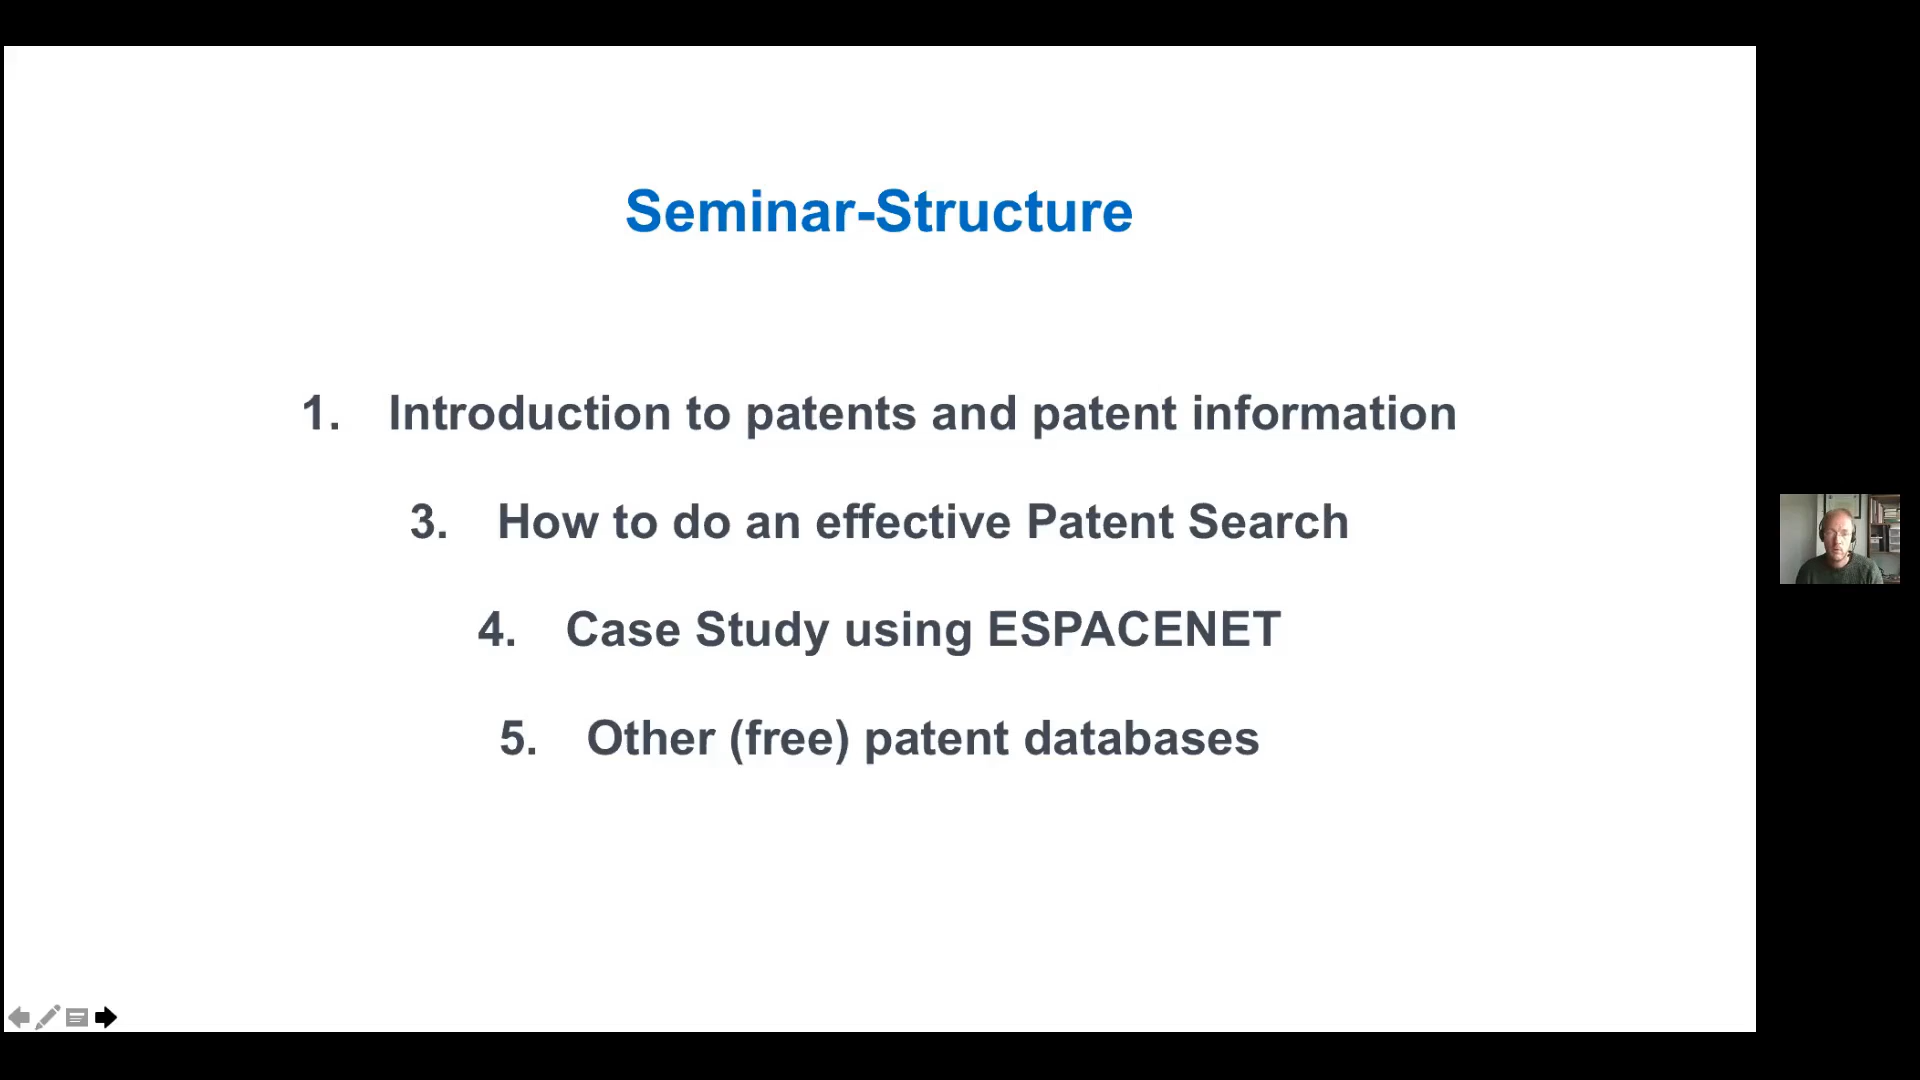 Seminar-Structure
1. Introduction to patents and patent information
3. How to do an effective Patent Search
4. Case Study using ESPACENET
5. Other (free) patent databases